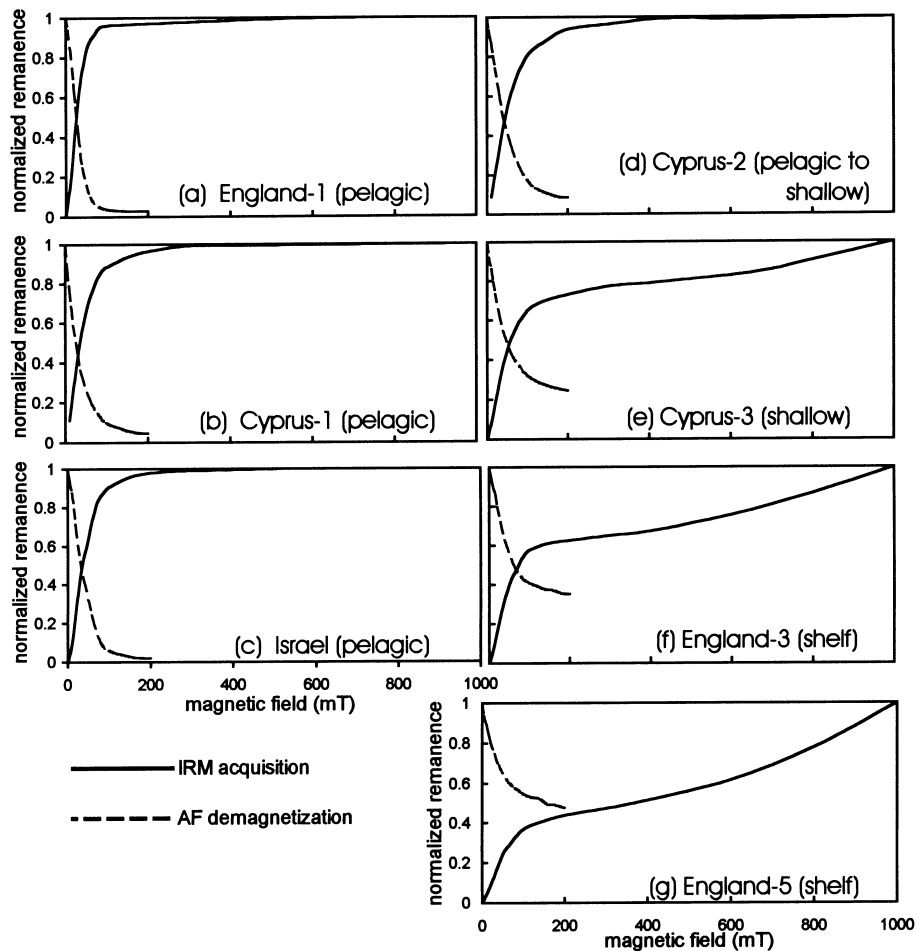 normalized remanence
1
0.8
0.6
0.4
0.2
0
(a) England-1 (pelagic)
(d) Cyprus-2 (pelagic to
shallow)
normalized remanence
1
0.8
0.6
0.4
0.2
0
(b) Cyprus-1 (pelagic)
(e) Cyprus-3 (shallow)
normalized remanence
1
0.8
0.6
0.4
0.2
0
(c) Israel (pelagic)
(f) England-3 (shelf)
0 200 400 600 800 1000
magnetic field (mT)
IRM acquisition
AF demagnetization
normalized remanence
1
0.8
0.6
0.4
0.2
0
(g) England-5 (shelf)
0 200 400 600 800 1000
magnetic field (mT)